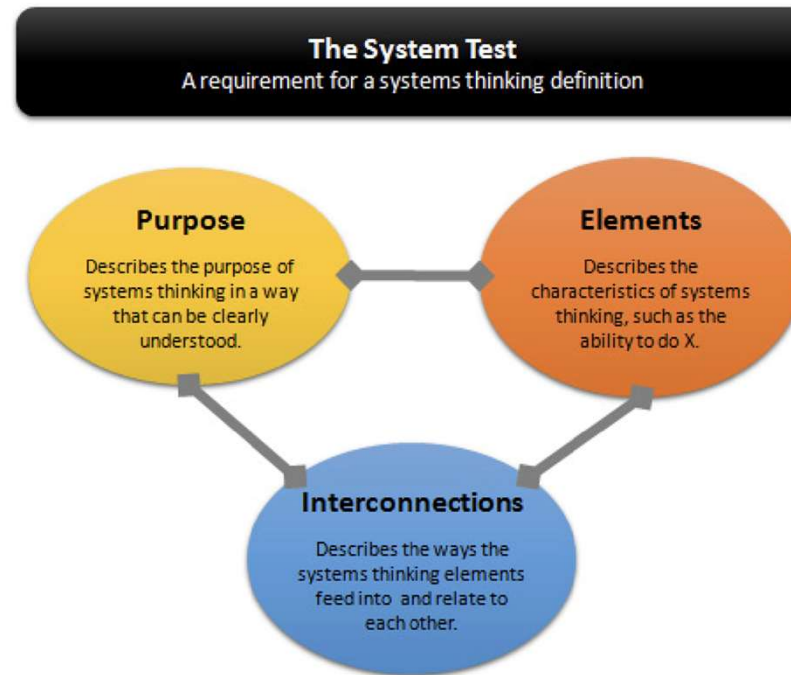 The System Test
A requirement for a systems thinking definition
Purpose
Describes the purpose of
systems thinking in a way
that can be clearly
understood.
Elements
Describes the
characteristics of systems
thinking, such as the
ability to do X.
Interconnections
Describes the ways the
systems thinking elements
feed into and relate to
each other.